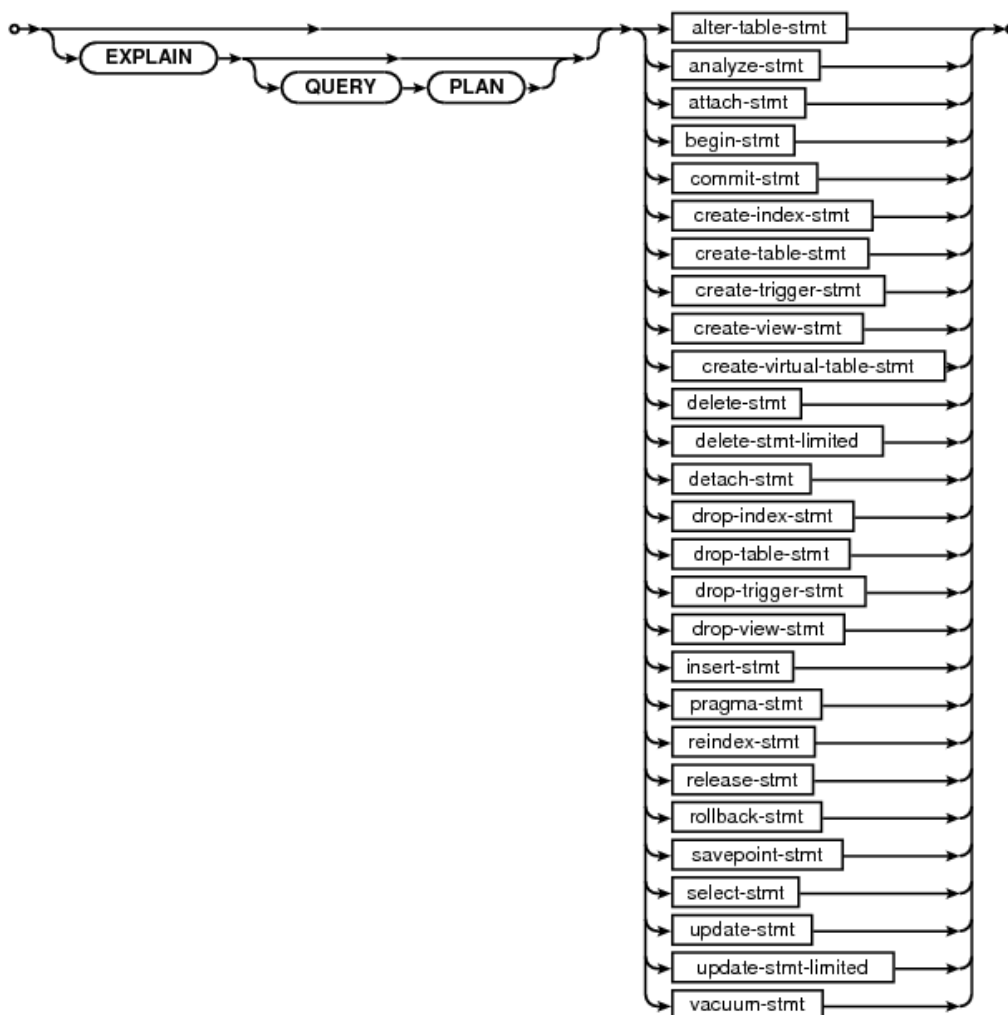 alter-table-stmt
EXPLAIN
analyze-stmt
QUERY PLAN
attach-stmt
begin-stmt
commit-stmt
create-index-stmt
create-table-stmt
create-trigger-stmt
create-view-stmt
create-virtual-table-stmt
delete-stmt
delete-stmt-limited
detach-stmt
drop-index-stmt
drop-table-stmt
drop-trigger-stmt
drop-view-stmt
insert-stmt
pragma-stmt
reindex-stmt
release-stmt
rollback-stmt
savepoint-stmt
select-stmt
update-stmt
update-stmt-limited
vacuum-stmt